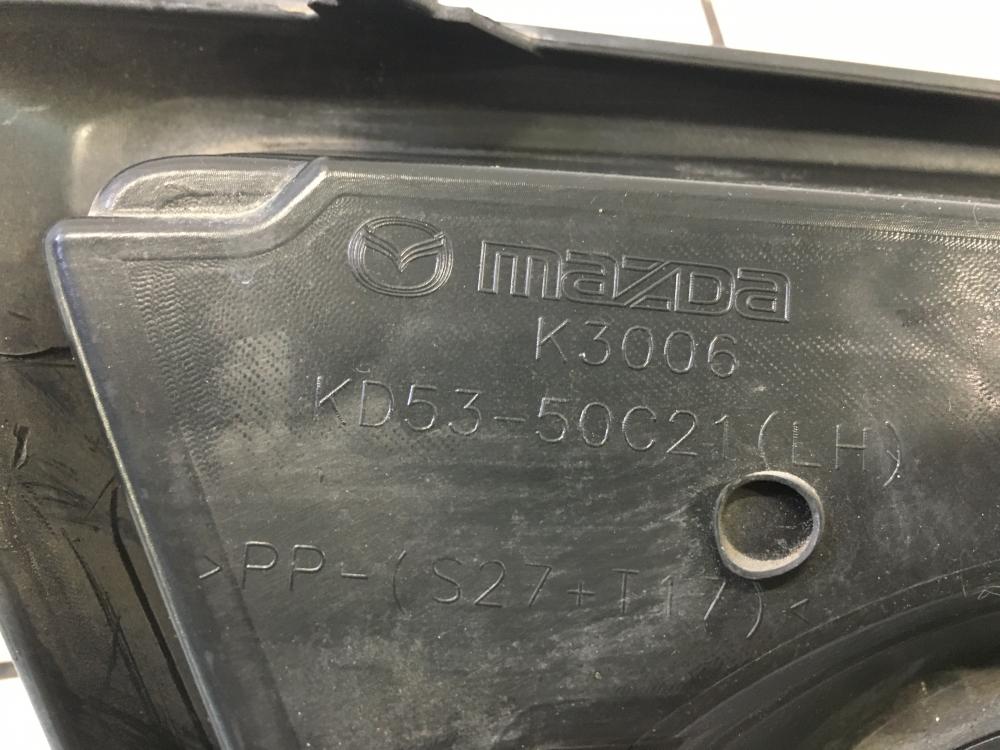 mazda
K3006
KD53-50C21(LH)
>PP-(S27+T17)<